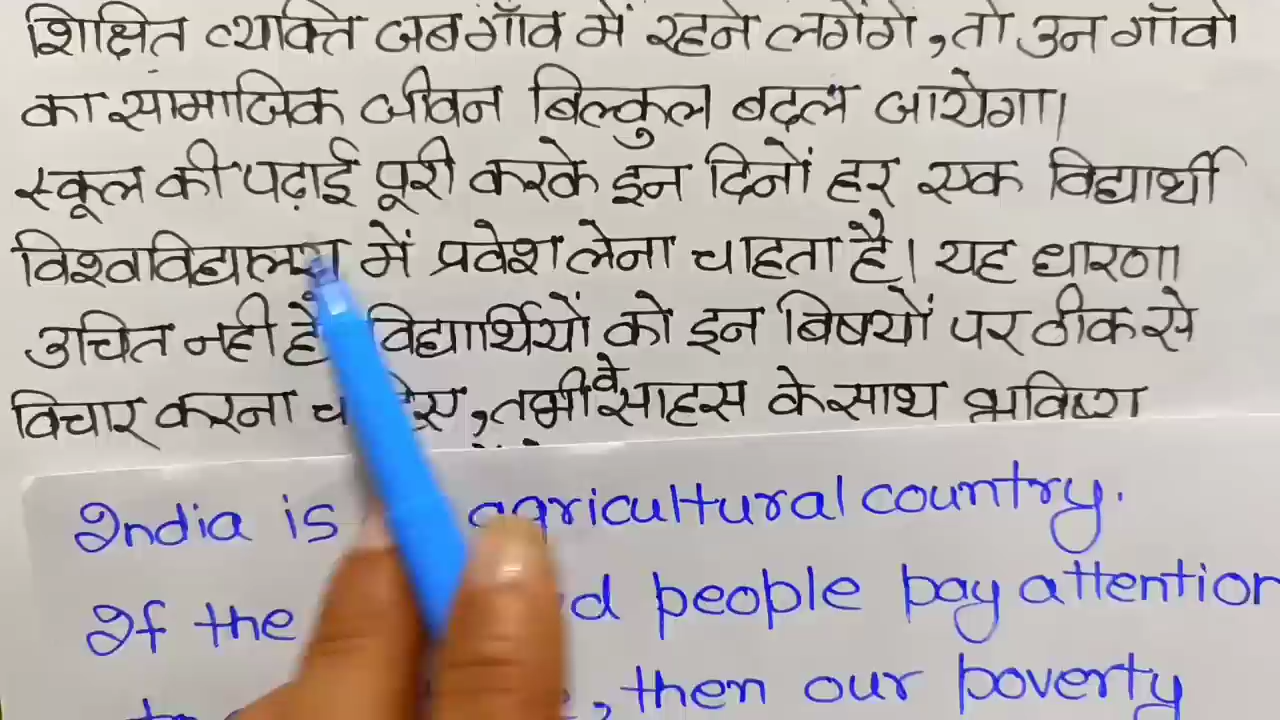 शिक्षित व्यक्ति जब गाँव में रहने लगेंगे, तो उन गाँवो
का सामाजिक जीवन बिल्कुल बदल जायेगा।
स्कूल की पढ़ाई पूरी करके इन दिनों हर एक विद्यार्थी
विश्वविद्यालय में प्रवेश लेना चाहता है। यह धारणा
उचित नही है विद्यार्थियों को इन बिषयों पर ठीक से
विचार करना, तभी वे साहस के साथ भविष्य
India is agricultural country.
If the people pay attention
, then our poverty